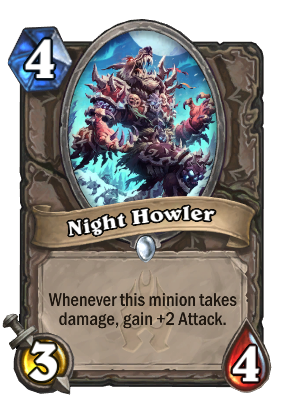 4
Night Howler
Whenever this minion takes
damage, gain +2 Attack.
3
4